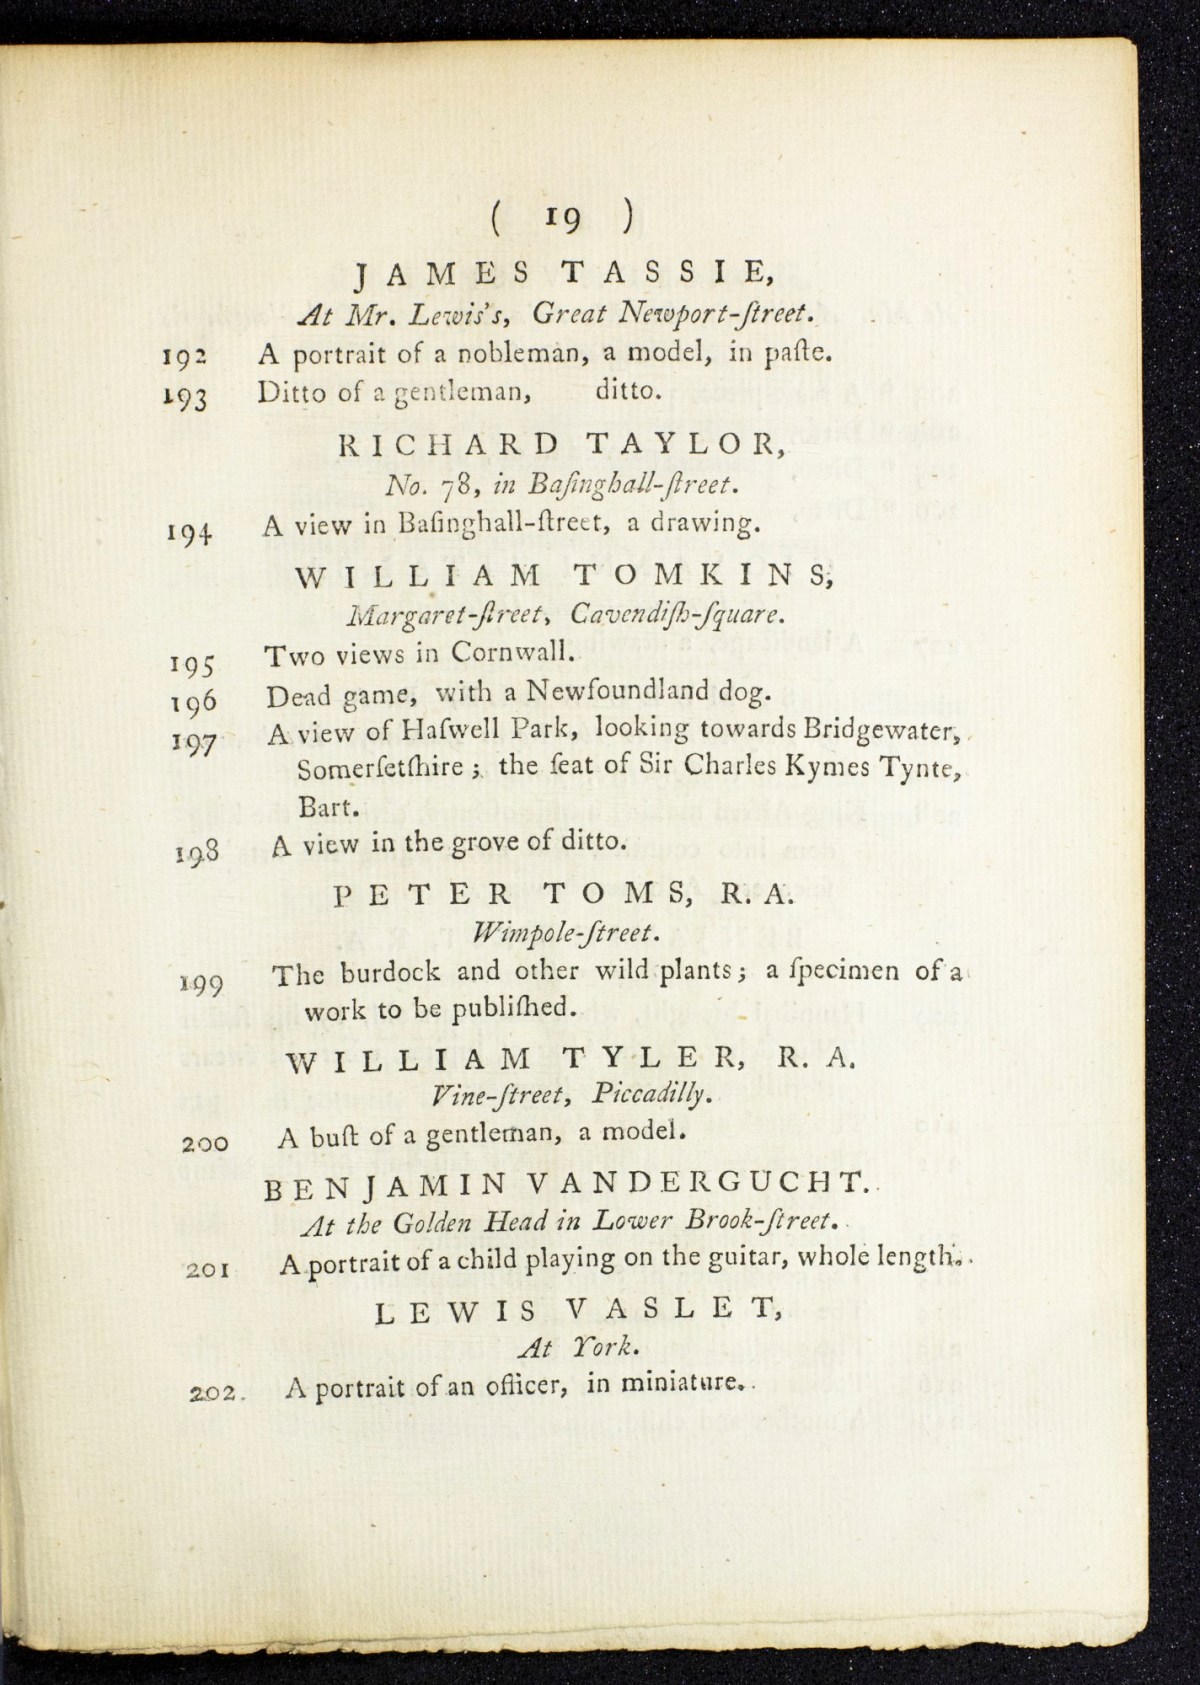 ( 19 )
JAMES TASSIE,
At Mr. Lewis's, Great Newport-ſtreet.
192 A portrait of a nobleman, a model, in paſte.
193 Ditto of a gentleman, ditto.
RICHARD TAYLOR,
No. 78, in Baſinghall-ſtreet.
194 A view in Baſinghall-ſtreet, a drawing.
WILLIAM TOMKINS,
Margaret-ſtreet, Cavendiſh-ſquare.
195 Two views in Cornwall.
196 Dead game, with a Newfoundland dog.
197 A view of Haſwell Park, looking towards Bridgewater,
Somerſetſhire; the ſeat of Sir Charles Kymes Tynte,
Bart.
198 A view in the grove of ditto.
PETER TOMS, R. A.
Wimpole-ſtreet.
199 The burdock and other wild plants; a ſpecimen of a
work to be publiſhed.
WILLIAM TYLER, R. A.
Vine-ſtreet, Piccadilly.
200 A buſt of a gentleman, a model.
BENJAMIN VANDERGUCHT.
At the Golden Head in Lower Brook-ſtreet.
201 A portrait of a child playing on the guitar, whole length.
LEWIS VASLET,
At York.
202. A portrait of an officer, in miniature.